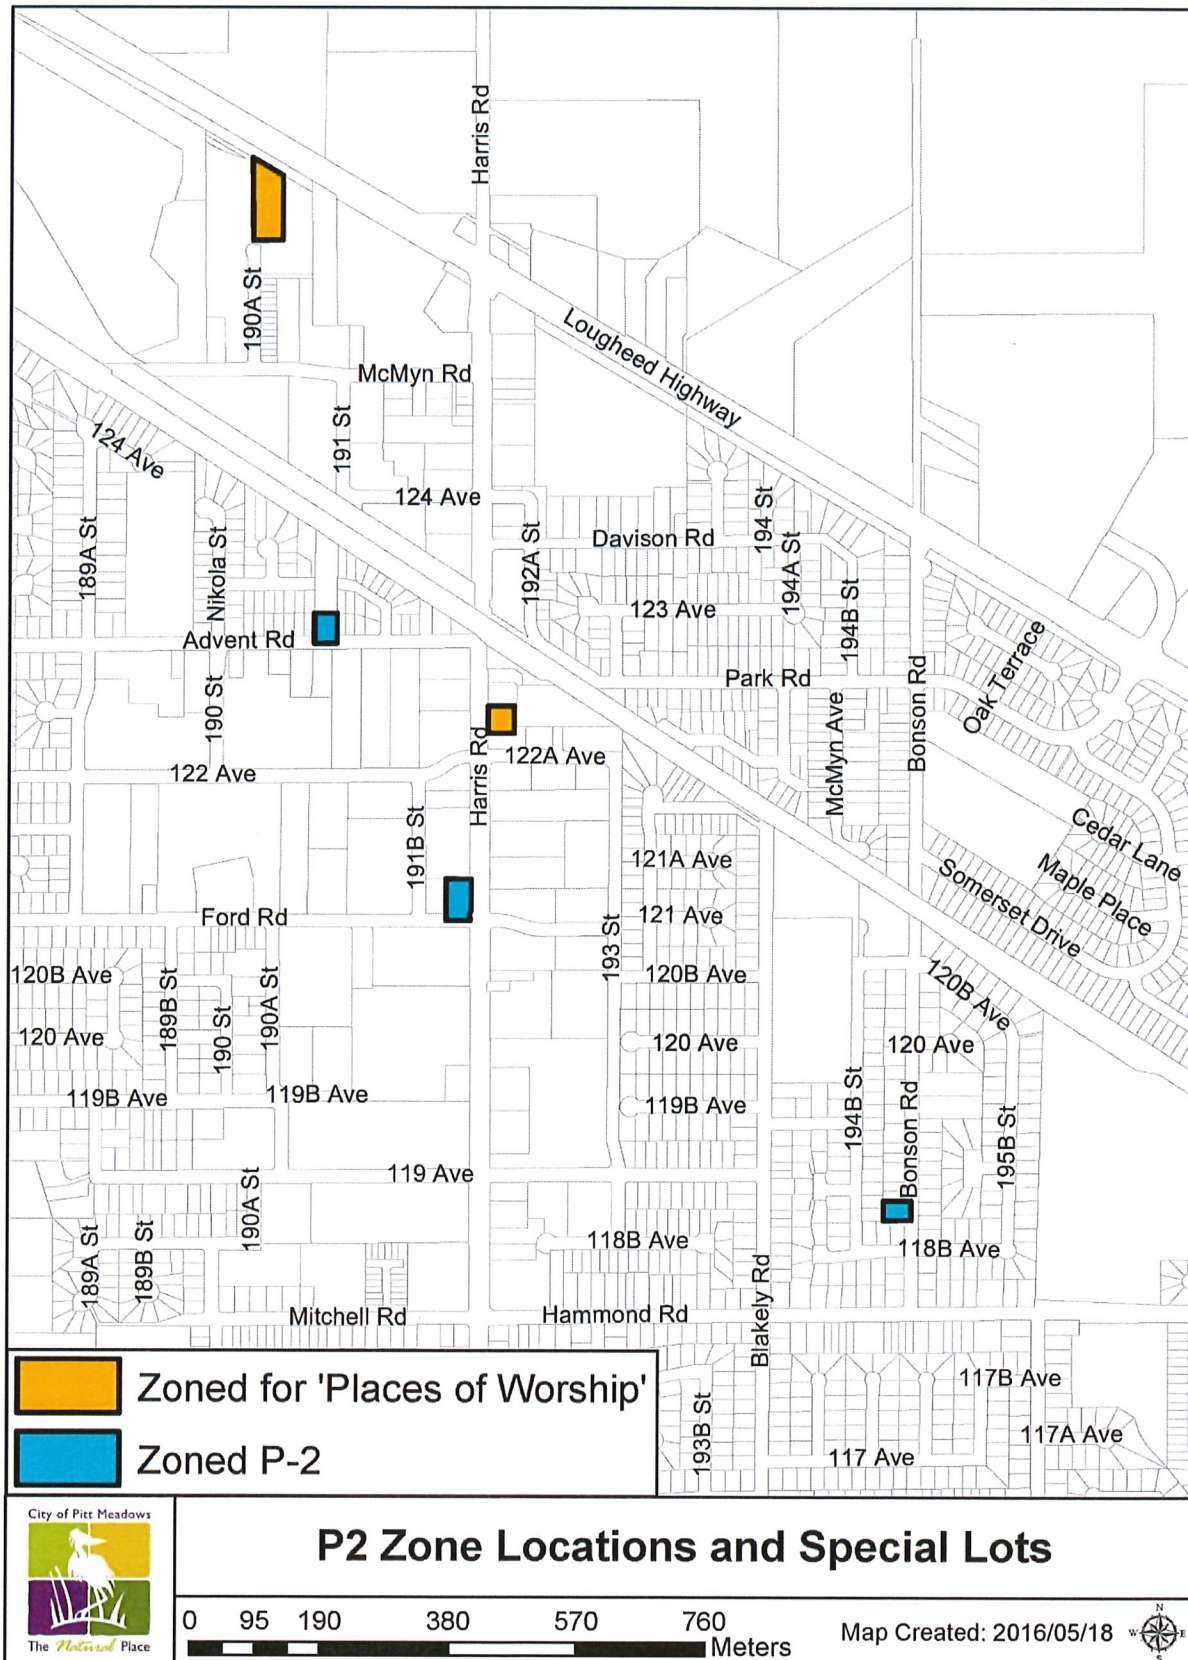 Harris Rd
190A St
Lougheed Highway
McMyn Rd
191 St
124 Ave
124 Ave
189A St
Nikola St
192A St
Davison Rd
194 St
194A St
194B St
123 Ave
Advent Rd
Park Rd
Bonson Rd
Oak Terrace
190 St
Harris Rd
122A Ave
McMyn Ave
122 Ave
191B St
121A Ave
Cedar Lane
Maple Place
Somerset Drive
Ford Rd
121 Ave
193 St
120B Ave
189B St
190 St
190A St
120B Ave
120B Ave
120 Ave
120 Ave
120 Ave
119B Ave
119B Ave
119B Ave
194B St
Bonson Rd
195B St
119 Ave
190A St
189A St
189B St
118B Ave
118B Ave
Mitchell Rd
Hammond Rd
Blakely Rd
117B Ave
193B St
117A Ave
117 Ave
Zoned for 'Places of Worship'
Zoned P-2
City of Pitt Meadows
The Natural Place
P2 Zone Locations and Special Lots
0 95 190 380 570 760
Meters
Map Created: 2016/05/18
N
W E
S